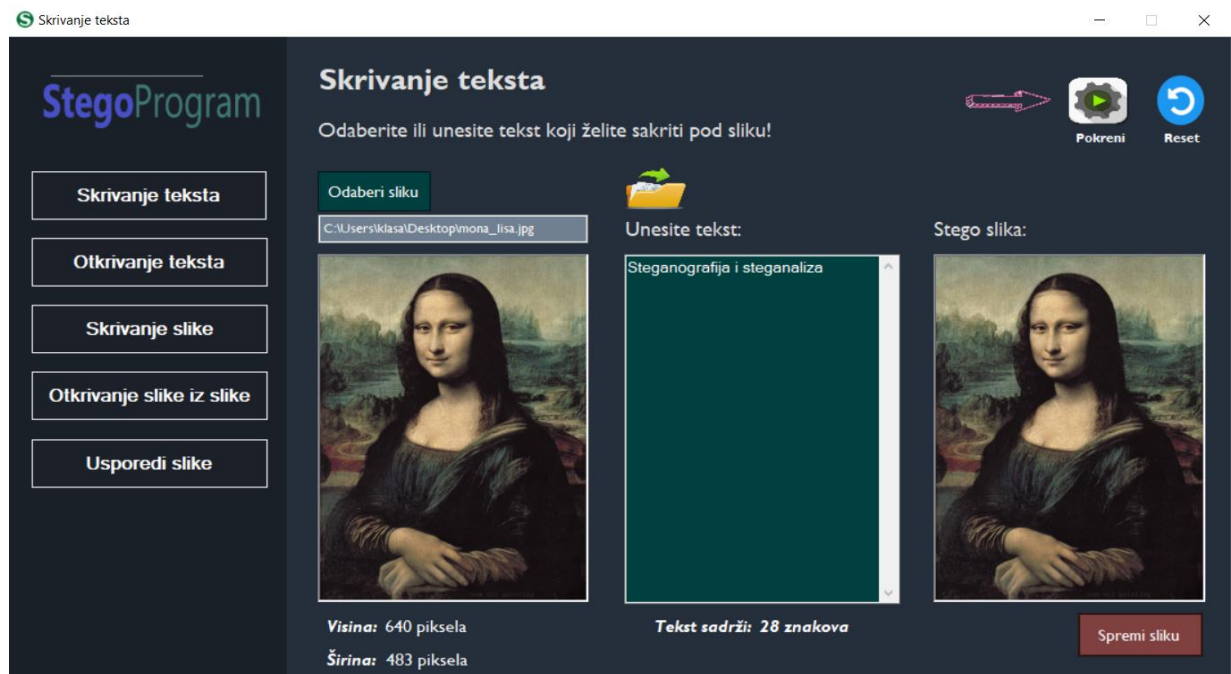 Skrivanje teksta
StegoProgram
Skrivanje teksta
Otkrivanje teksta
Skrivanje slike
Otkrivanje slike iz slike
Usporedi slike
Skrivanje teksta
Odaberite ili unesite tekst koji želite sakriti pod sliku!
Pokreni
Reset
Odaberi sliku
C:\Users\klasa\Desktop\mona_lisa.jpg
Unesite tekst:
Steganografija i steganaliza
Stego slika:
Visina: 640 piksela
Širina: 483 piksela
Tekst sadrži: 28 znakova
Spremi sliku